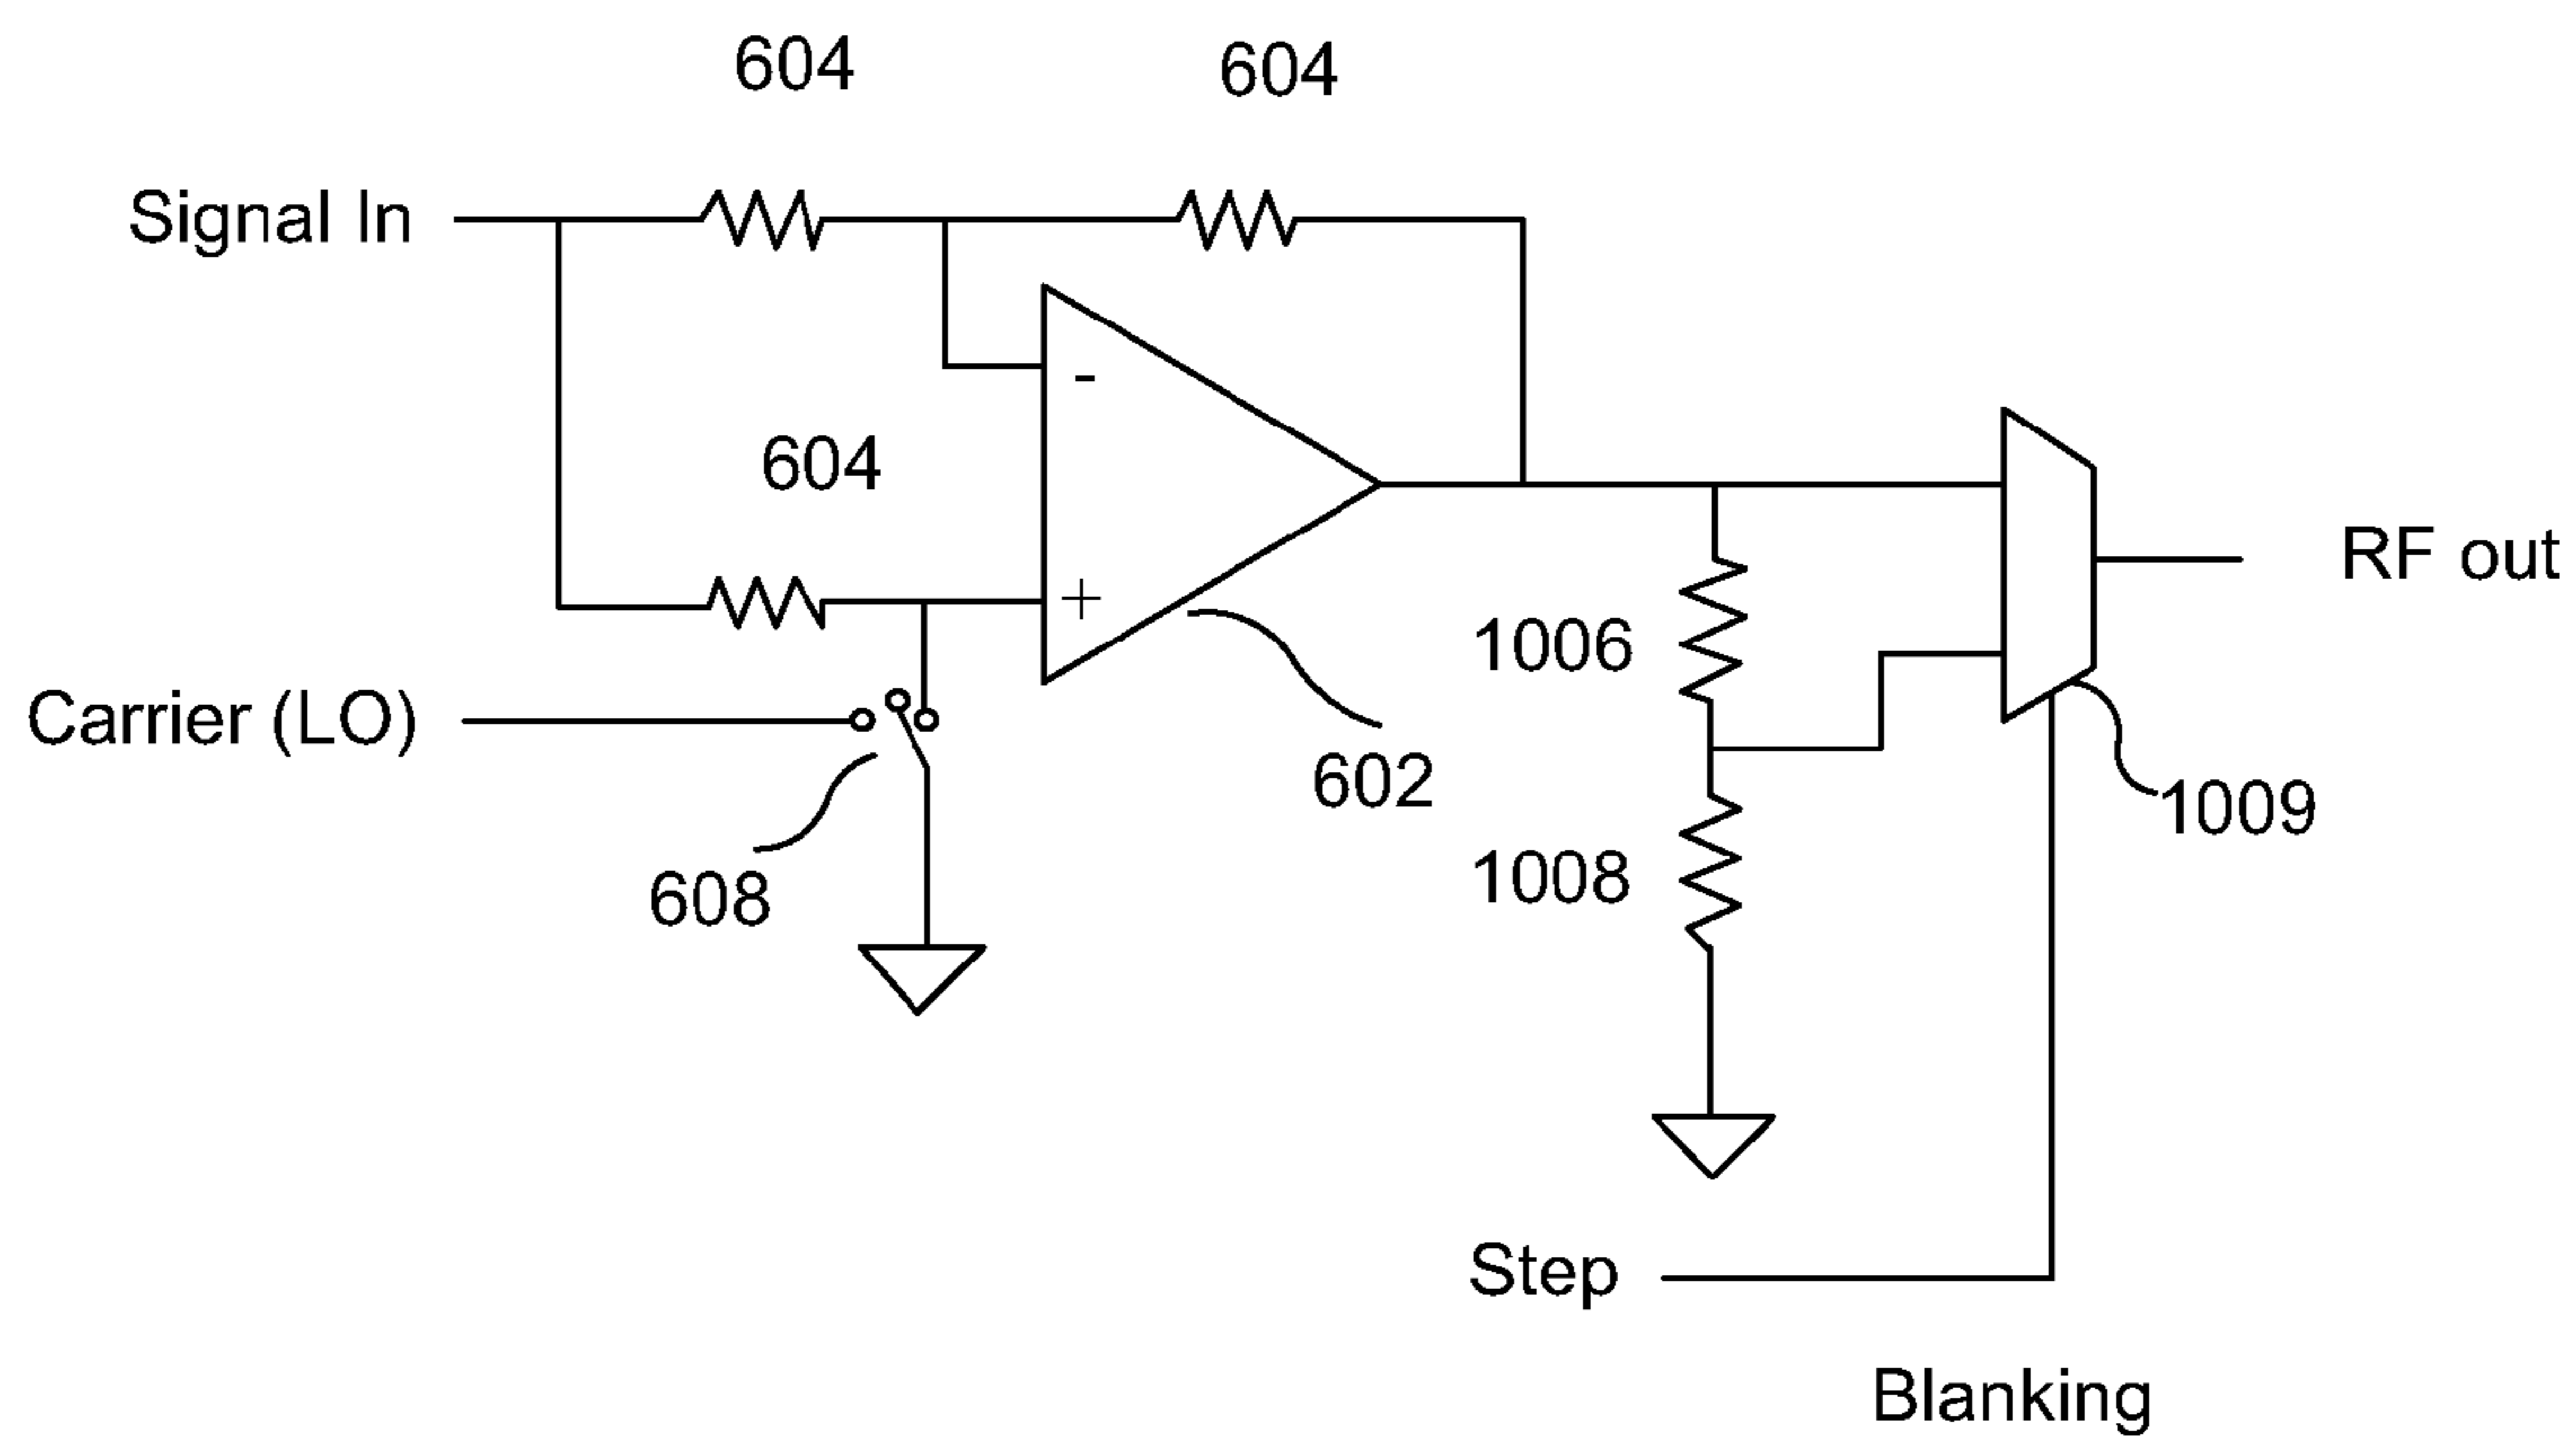 604
604
Signal In
-
604
+
RF out
1006
Carrier (LO)
602
1009
1008
608
Step
Blanking